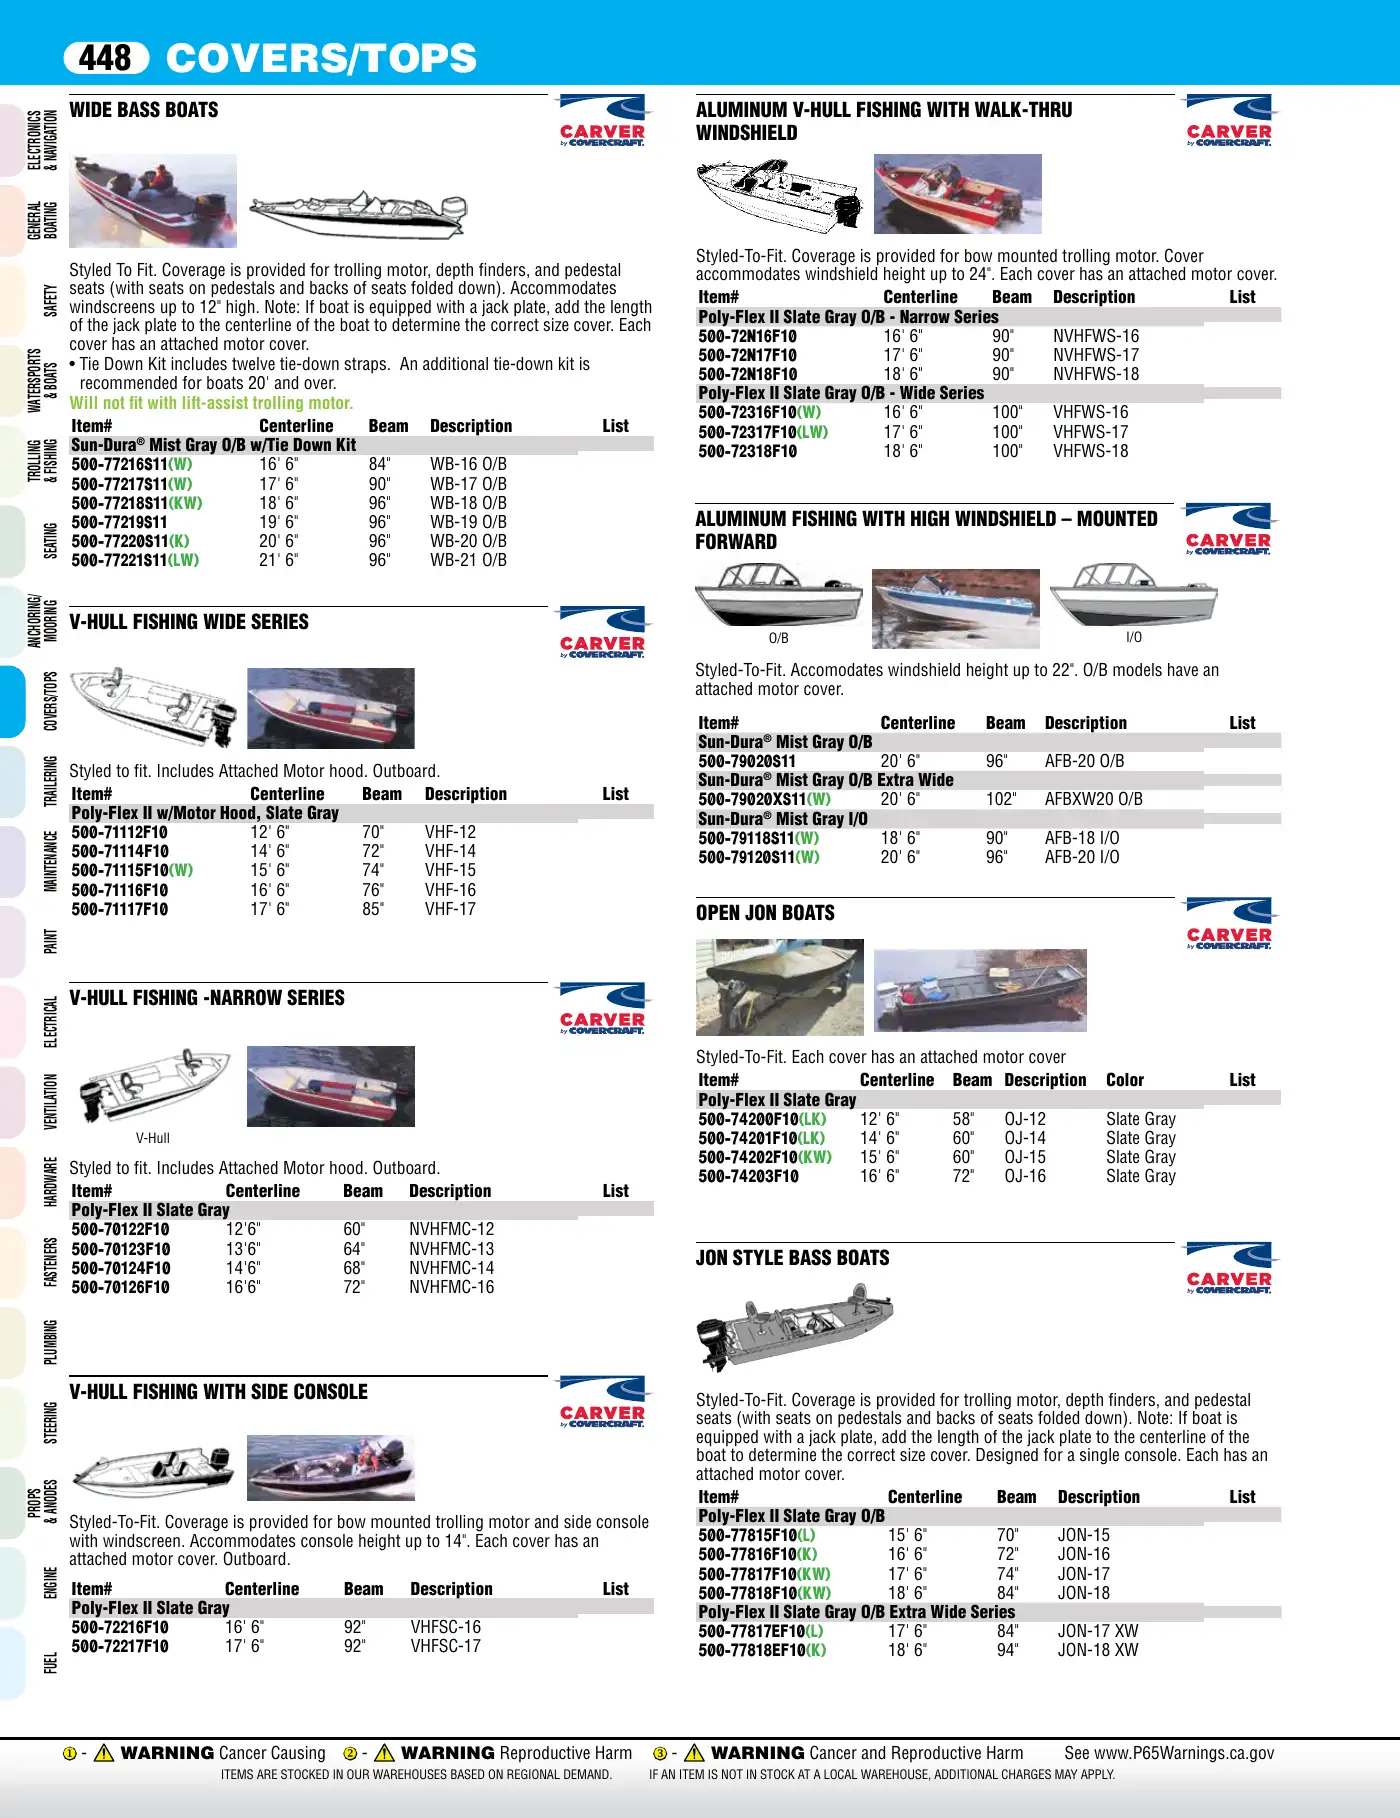 448 COVERS/TOPS
ELECTRONICS
& NAVIGATION
GENERAL
BOATING
SAFETY
WATERSPORTS
& BOATS
TROLLING
& FISHING
SEATING
ANCHORING/
MOORING
COVERS/TOPS
TRAILERING
MAINTENANCE
PAINT
ELECTRICAL
VENTILATION
HARDWARE
FASTENERS
PLUMBING
STEERING
PROPS
& ANODES
ENGINE
FUEL
WIDE BASS BOATS
CARVER
by COVERCRAFT.
Styled To Fit. Coverage is provided for trolling motor, depth finders, and pedestal
seats (with seats on pedestals and backs of seats folded down). Accommodates
windscreens up to 12" high. Note: If boat is equipped with a jack plate, add the length
of the jack plate to the centerline of the boat to determine the correct size cover. Each
cover has an attached motor cover.
• Tie Down Kit includes twelve tie-down straps. An additional tie-down kit is
recommended for boats 20' and over.
Will not fit with lift-assist trolling motor.
Item# Centerline Beam Description List
Sun-Dura® Mist Gray O/B w/Tie Down Kit
500-77216S11(W) 16' 6" 84" WB-16 O/B
500-77217S11(W) 17' 6" 90" WB-17 O/B
500-77218S11(KW) 18' 6" 96" WB-18 O/B
500-77219S11 19' 6" 96" WB-19 O/B
500-77220S11(K) 20' 6" 96" WB-20 O/B
500-77221S11(LW) 21' 6" 96" WB-21 O/B
V-HULL FISHING WIDE SERIES
CARVER
by COVERCRAFT.
Styled to fit. Includes Attached Motor hood. Outboard.
Item# Centerline Beam Description List
Poly-Flex II w/Motor Hood, Slate Gray
500-71112F10 12' 6" 70" VHF-12
500-71114F10 14' 6" 72" VHF-14
500-71115F10(W) 15' 6" 74" VHF-15
500-71116F10 16' 6" 76" VHF-16
500-71117F10 17' 6" 85" VHF-17
V-HULL FISHING -NARROW SERIES
CARVER
by COVERCRAFT.
V-Hull
Styled to fit. Includes Attached Motor hood. Outboard.
Item# Centerline Beam Description List
Poly-Flex II Slate Gray
500-70122F10 12'6" 60" NVHFMC-12
500-70123F10 13'6" 64" NVHFMC-13
500-70124F10 14'6" 68" NVHFMC-14
500-70126F10 16'6" 72" NVHFMC-16
V-HULL FISHING WITH SIDE CONSOLE
CARVER
by COVERCRAFT.
Styled-To-Fit. Coverage is provided for bow mounted trolling motor and side console
with windscreen. Accommodates console height up to 14". Each cover has an
attached motor cover. Outboard.
Item# Centerline Beam Description List
Poly-Flex II Slate Gray
500-72216F10 16' 6" 92" VHFSC-16
500-72217F10 17' 6" 92" VHFSC-17
ALUMINUM V-HULL FISHING WITH WALK-THRU
WINDSHIELD
CARVER
by COVERCRAFT.
Styled-To-Fit. Coverage is provided for bow mounted trolling motor. Cover
accommodates windshield height up to 24". Each cover has an attached motor cover.
Item# Centerline Beam Description List
Poly-Flex II Slate Gray O/B - Narrow Series
500-72N16F10 16' 6" 90" NVHFWS-16
500-72N17F10 17' 6" 90" NVHFWS-17
500-72N18F10 18' 6" 90" NVHFWS-18
Poly-Flex II Slate Gray O/B - Wide Series
500-72316F10(W) 16' 6" 100" VHFWS-16
500-72317F10(LW) 17' 6" 100" VHFWS-17
500-72318F10 18' 6" 100" VHFWS-18
ALUMINUM FISHING WITH HIGH WINDSHIELD – MOUNTED
FORWARD
CARVER
by COVERCRAFT.
O/B I/O
Styled-To-Fit. Accomodates windshield height up to 22". O/B models have an
attached motor cover.
Item# Centerline Beam Description List
Sun-Dura® Mist Gray O/B
500-79020S11 20' 6" 96" AFB-20 O/B
Sun-Dura® Mist Gray O/B Extra Wide
500-79020XS11(W) 20' 6" 102" AFBXW20 O/B
Sun-Dura® Mist Gray I/O
500-79118S11(W) 18' 6" 90" AFB-18 I/O
500-79120S11(W) 20' 6" 96" AFB-20 I/O
OPEN JON BOATS
CARVER
by COVERCRAFT.
Styled-To-Fit. Each cover has an attached motor cover
Item# Centerline Beam Description Color List
Poly-Flex II Slate Gray
500-74200F10(LK) 12' 6" 58" OJ-12 Slate Gray
500-74201F10(LK) 14' 6" 60" OJ-14 Slate Gray
500-74202F10(KW) 15' 6" 60" OJ-15 Slate Gray
500-74203F10 16' 6" 72" OJ-16 Slate Gray
JON STYLE BASS BOATS
CARVER
by COVERCRAFT.
Styled-To-Fit. Coverage is provided for trolling motor, depth finders, and pedestal
seats (with seats on pedestals and backs of seats folded down). Note: If boat is
equipped with a jack plate, add the length of the jack plate to the centerline of the
boat to determine the correct size cover. Designed for a single console. Each has an
attached motor cover.
Item# Centerline Beam Description List
Poly-Flex II Slate Gray O/B
500-77815F10(L) 15' 6" 70" JON-15
500-77816F10(K) 16' 6" 72" JON-16
500-77817F10(KW) 17' 6" 74" JON-17
500-77818F10(KW) 18' 6" 84" JON-18
Poly-Flex II Slate Gray O/B Extra Wide Series
500-77817EF10(L) 17' 6" 84" JON-17 XW
500-77818EF10(K) 18' 6" 94" JON-18 XW
1 - ! WARNING Cancer Causing 2 - ! WARNING Reproductive Harm 3 - ! WARNING Cancer and Reproductive Harm See www.P65Warnings.ca.gov
ITEMS ARE STOCKED IN OUR WAREHOUSES BASED ON REGIONAL DEMAND. IF AN ITEM IS NOT IN STOCK AT A LOCAL WAREHOUSE, ADDITIONAL CHARGES MAY APPLY.